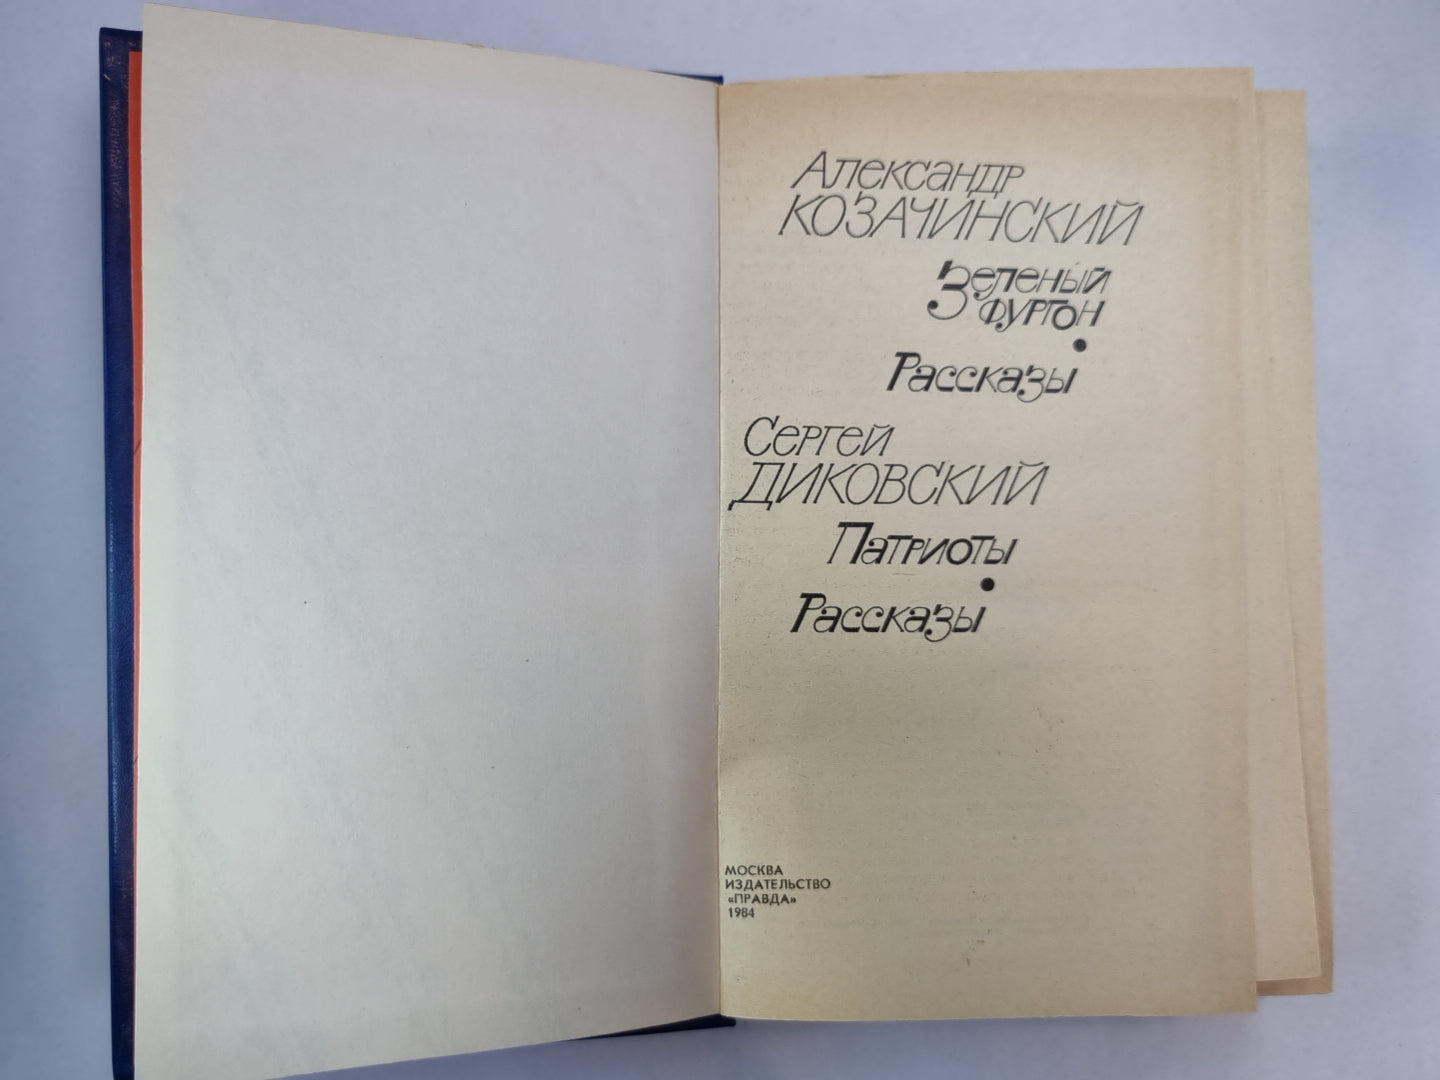 Александр
КОЗАЧИНСКИЙ
Зеленый
фургон
•
Рассказы
Сергей
ДИКОВСКИЙ
Патриоты
•
Рассказы
МОСКВА
ИЗДАТЕЛЬСТВО
«ПРАВДА»
1984